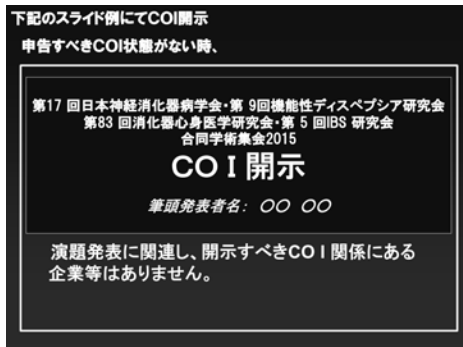 下記のスライド例にてCOI開示
申告すべきCOI状態がない時、
第17 回日本神経消化器病学会・第 9回機能性ディスペプシア研究会
第83 回消化器心身医学研究会・第 5 回IBS 研究会
合同学術集会2015
COI開示
筆頭発表者名： 〇〇 〇〇
演題発表に関連し、開示すべきCOI関係にある
企業等はありません。